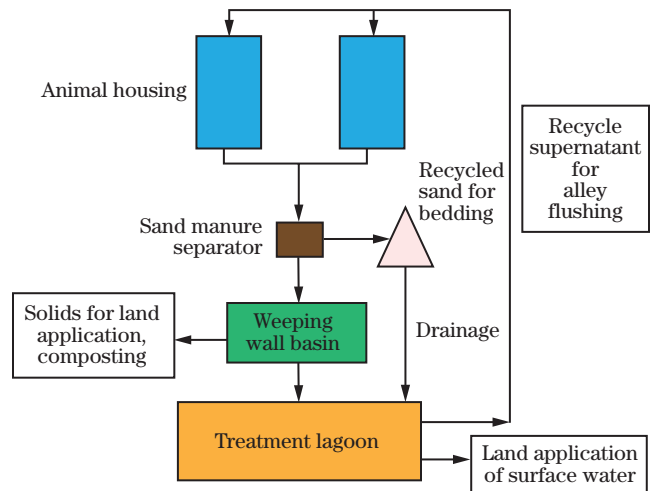 Animal housing
Recycle
supernatant
for
alley
flushing
Recycled
sand for
bedding
Sand manure
separator
Solids for land
application,
composting
Weeping
wall basin
Drainage
Treatment lagoon
Land application
of surface water